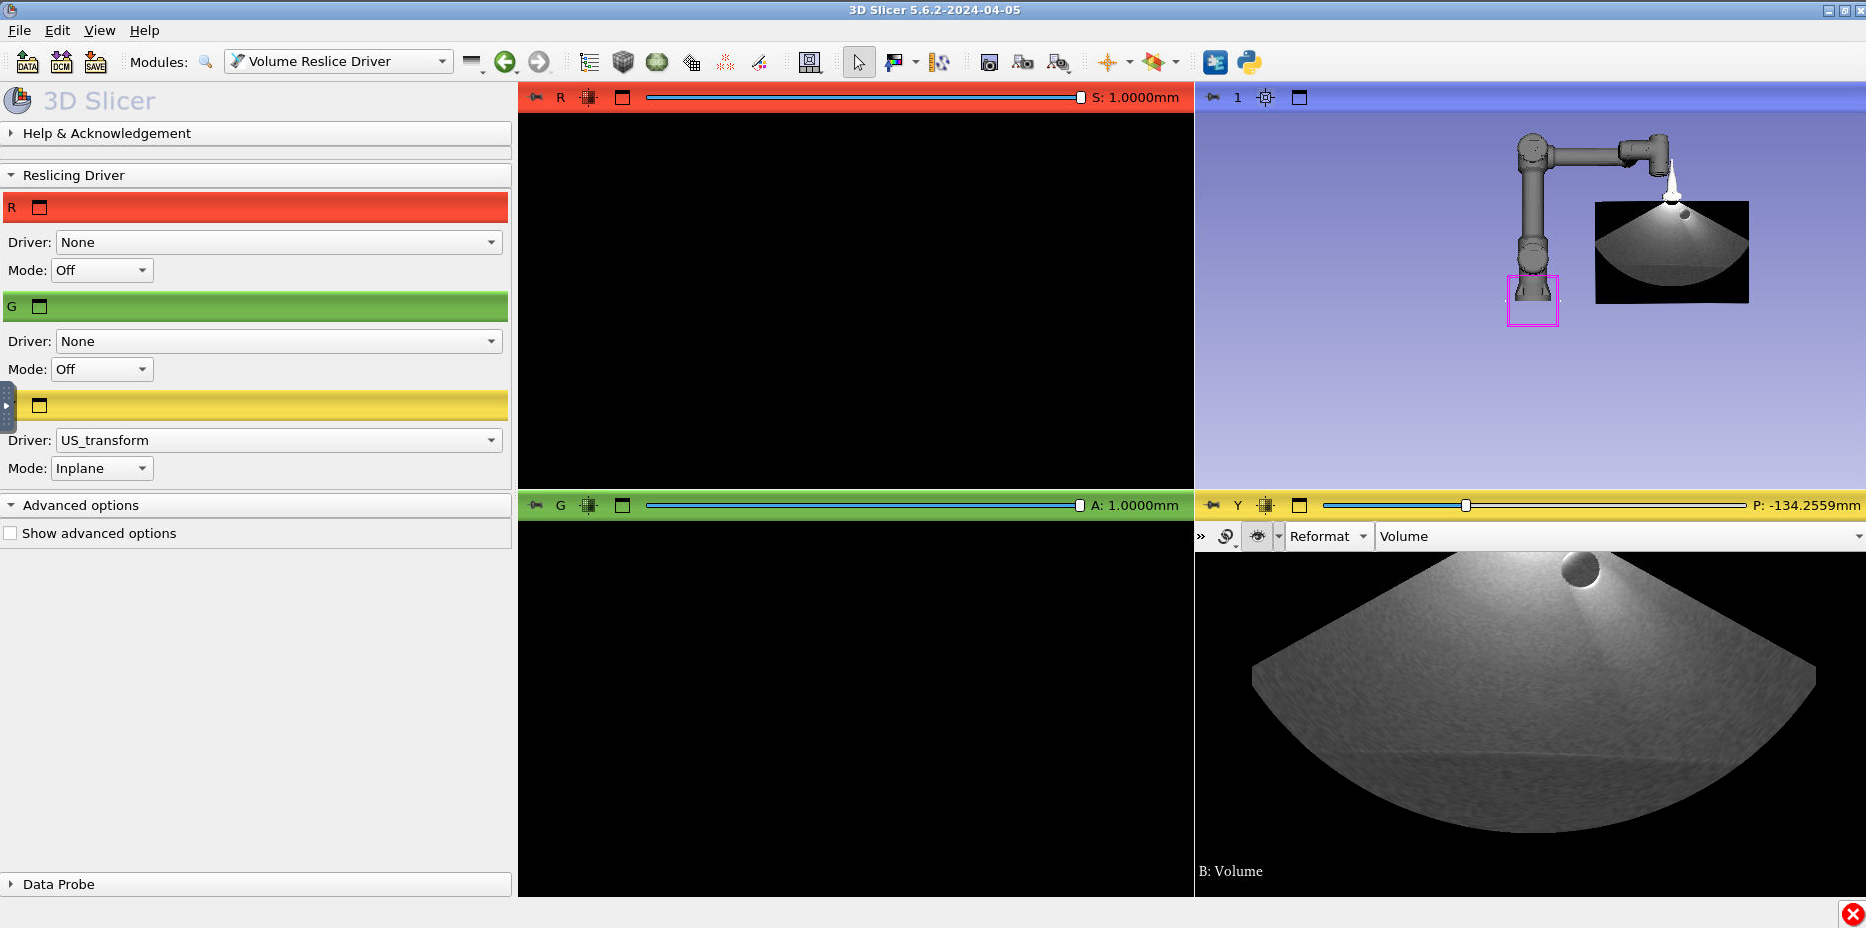 3D Slicer 5.6.2-2024-04-05
File Edit View Help
DATA DCM SAVE Modules: Volume Reslice Driver
3D Slicer
Help & Acknowledgement
Reslicing Driver
R
Driver: None
Mode: Off
G
Driver: None
Mode: Off
Driver: US_transform
Mode: Inplane
Advanced options
Show advanced options
Data Probe
R S: 1.0000mm
1
G A: 1.0000mm
Y P: -134.2559mm
» Reformat Volume
B: Volume